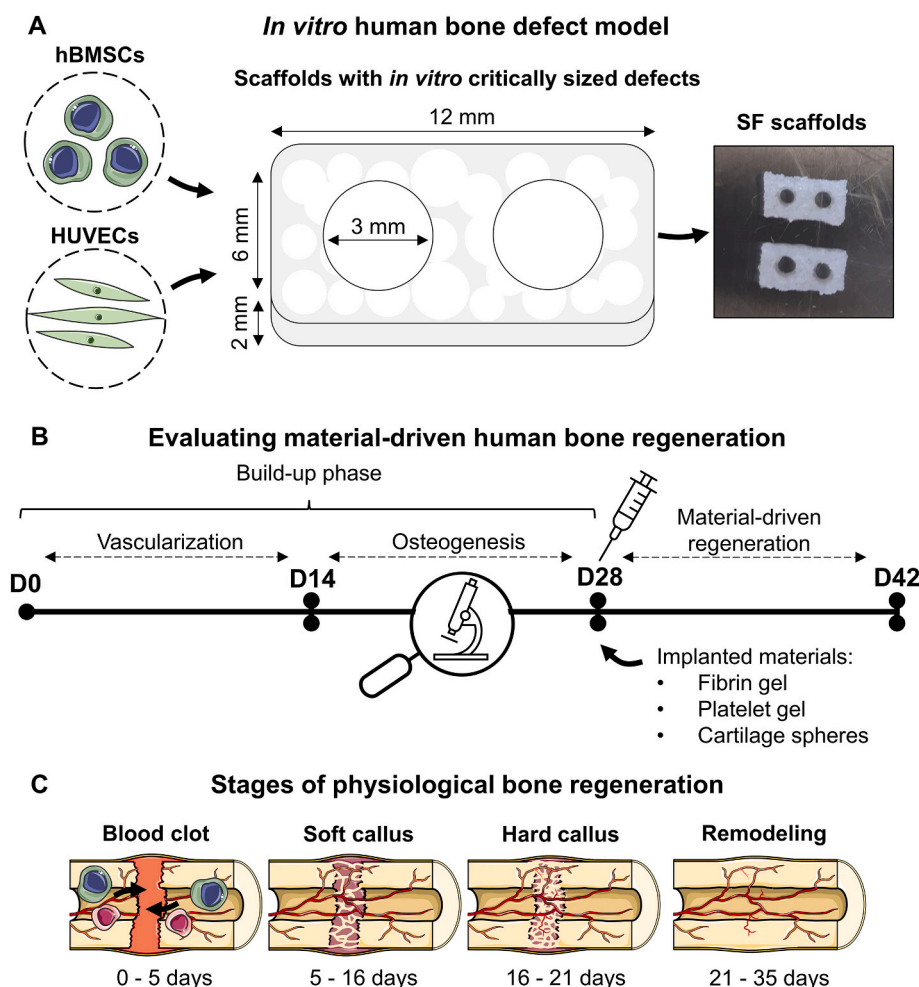 A
In vitro human bone defect model
hBMSCs
HUVECs
Scaffolds with in vitro critically sized defects
12 mm
6 mm
3 mm
2 mm
SF scaffolds
B
Evaluating material-driven human bone regeneration
Build-up phase
Vascularization
Osteogenesis
Material-driven
regeneration
D0
D14
D28
D42
Implanted materials:
• Fibrin gel
• Platelet gel
• Cartilage spheres
C
Stages of physiological bone regeneration
Blood clot
Soft callus
Hard callus
Remodeling
0 - 5 days
5 - 16 days
16 - 21 days
21 - 35 days